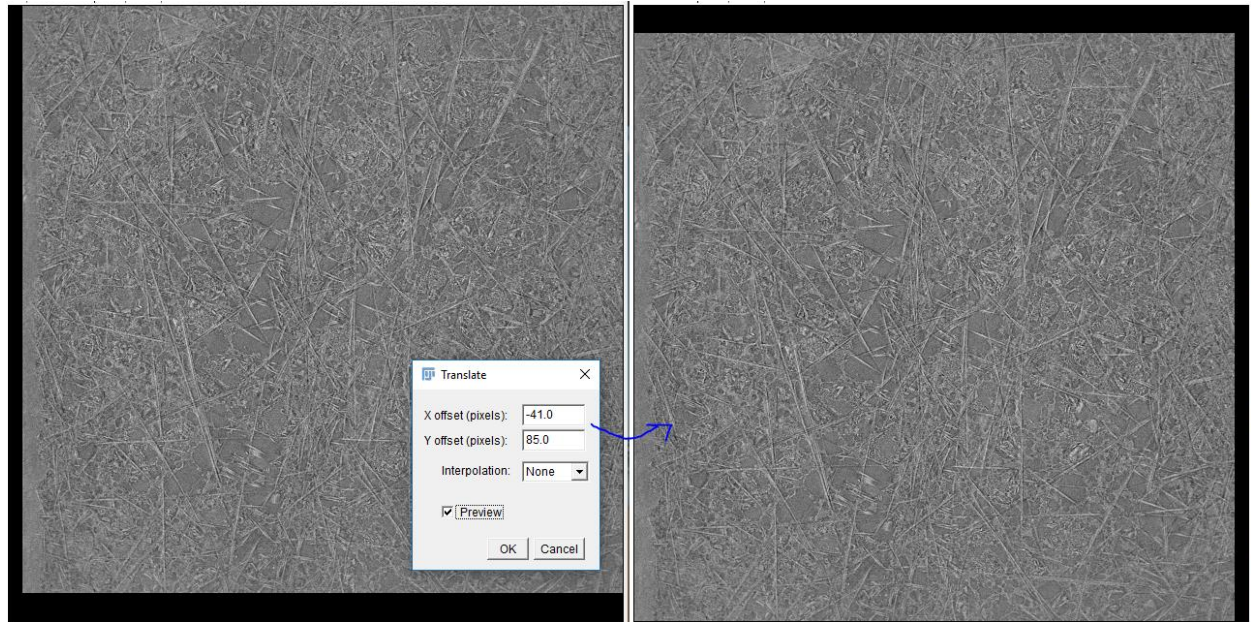 Translate
X offset (pixels): -41.0
Y offset (pixels): 85.0
Interpolation: None
Preview
OK Cancel